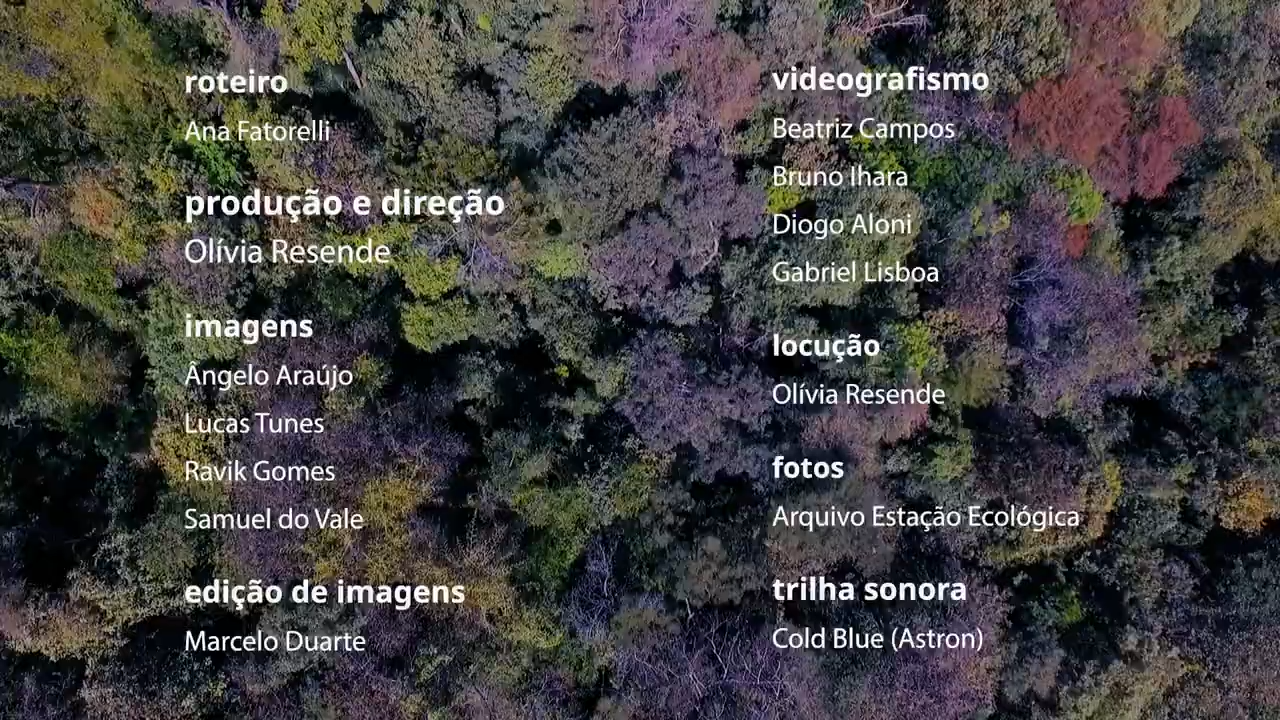 roteiro
Ana Fatorelli
produção e direção
Olívia Resende
imagens
Ângelo Araújo
Lucas Tunes
Ravik Gomes
Samuel do Vale
edição de imagens
Marcelo Duarte
videografismo
Beatriz Campos
Bruno Ihara
Diogo Aloni
Gabriel Lisboa
locução
Olívia Resende
fotos
Arquivo Estação Ecológica
trilha sonora
Cold Blue (Astron)